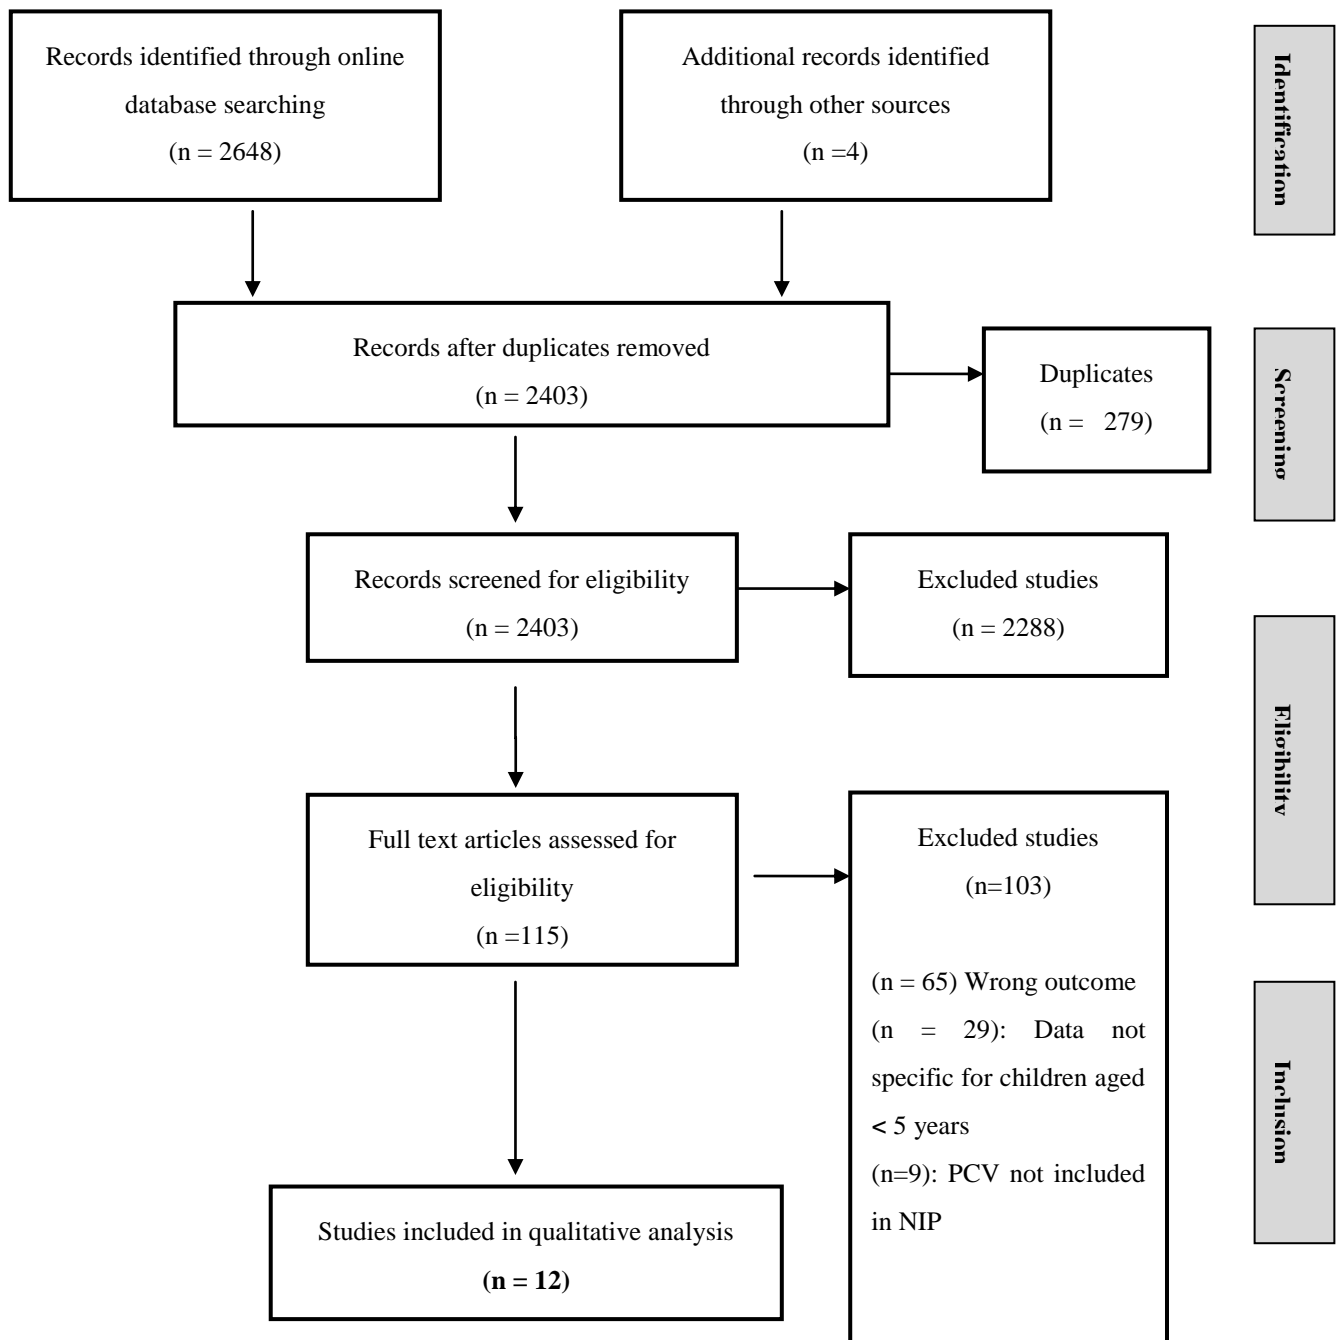 Records identified through online
database searching
(n = 2648)
Additional records identified
through other sources
(n =4)
Identification
Records after duplicates removed
(n = 2403)
Duplicates
(n =   279)
Screening
Records screened for eligibility
(n = 2403)
Excluded studies
(n = 2288)
Eligibility
Full text articles assessed for
eligibility
(n =115)
Excluded studies
(n=103)
(n = 65) Wrong outcome
(n = 29): Data not
specific for children aged
< 5 years
(n=9): PCV not included
in NIP
Inclusion
Studies included in qualitative analysis
(n = 12)